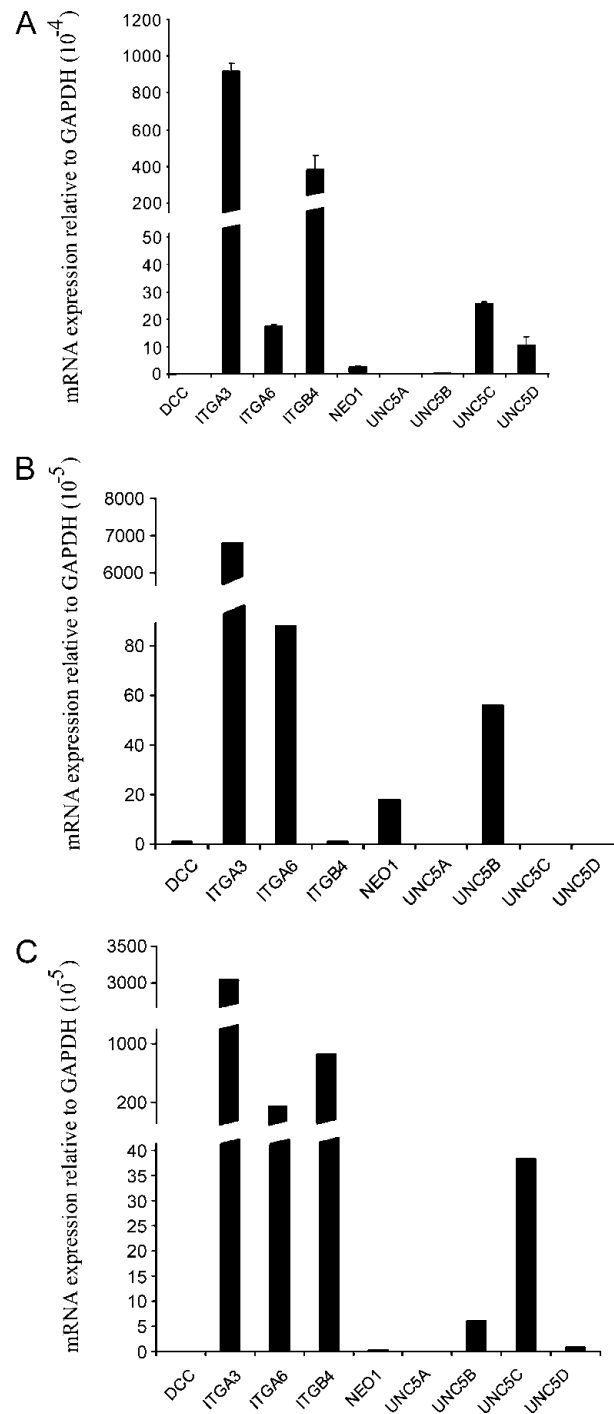 A
mRNA expression relative to GAPDH (10-4)
1200
1000
800
600
400
200
50
40
30
20
10
0
DCC
ITGA3
ITGA6
ITGB4
NEO1
UNC5A
UNC5B
UNC5C
UNC5D
B
mRNA expression relative to GAPDH (10-5)
8000
7000
6000
80
60
40
20
0
DCC
ITGA3
ITGA6
ITGB4
NEO1
UNC5A
UNC5B
UNC5C
UNC5D
C
mRNA expression relative to GAPDH (10-5)
3500
3000
1000
200
40
35
30
25
20
15
10
5
0
DCC
ITGA3
ITGA6
ITGB4
NEO1
UNC5A
UNC5B
UNC5C
UNC5D